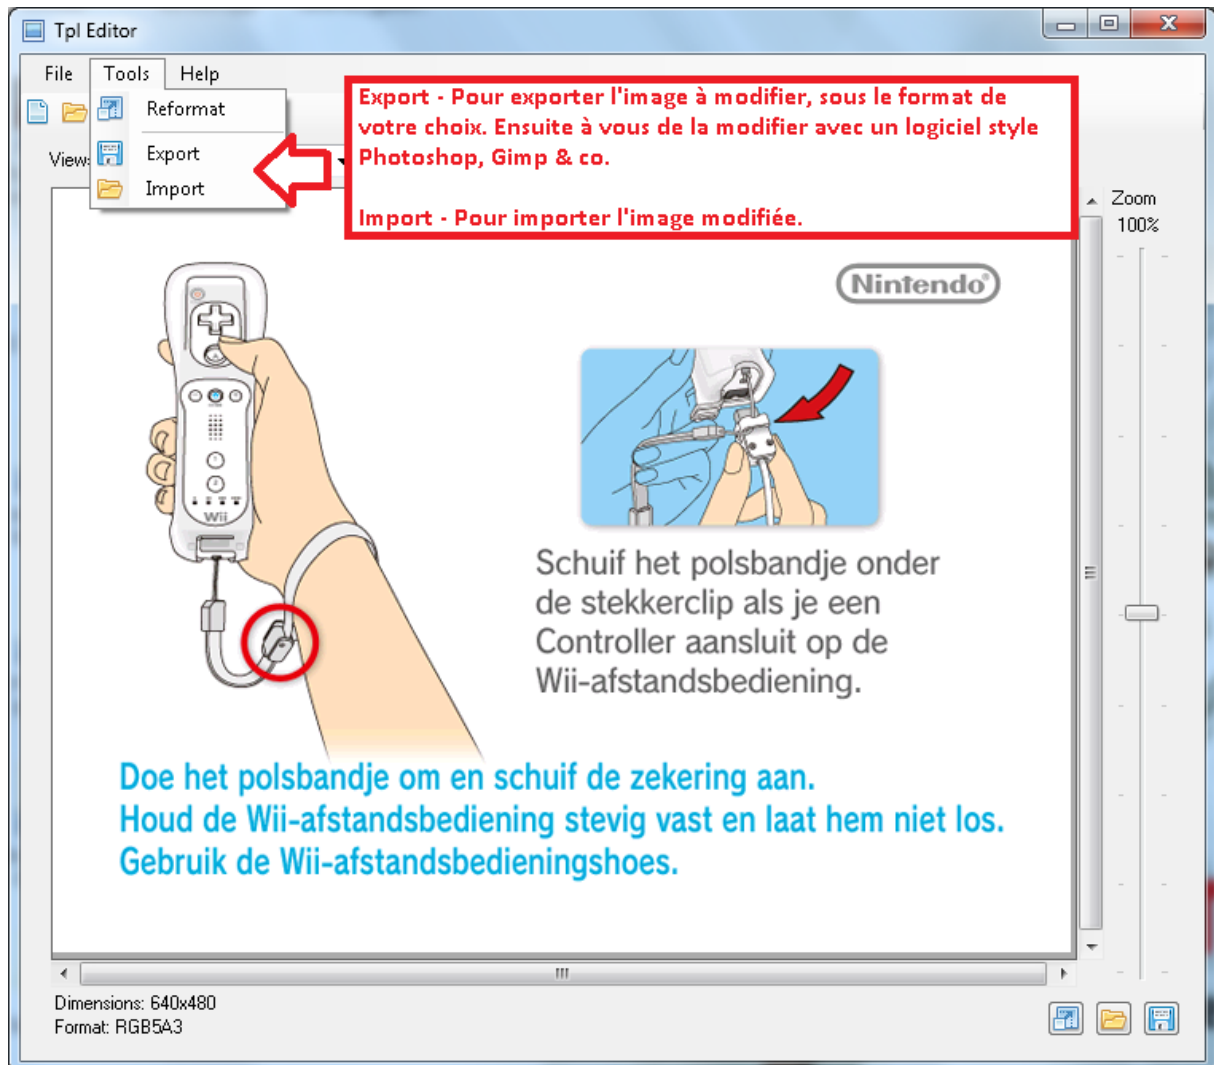 Tpl Editor
File Tools Help
Reformat
Export
Import
View:
Export - Pour exporter l'image à modifier, sous le format de
votre choix. Ensuite à vous de la modifier avec un logiciel style
Photoshop, Gimp & co.
Import - Pour importer l'image modifiée.
Zoom
100%
Nintendo®
Wii
Schuif het polsbandje onder
de stekkerclip als je een
Controller aansluit op de
Wii-afstandsbediening.
Doe het polsbandje om en schuif de zekering aan.
Houd de Wii-afstandsbediening stevig vast en laat hem niet los.
Gebruik de Wii-afstandsbedieningshoes.
Dimensions: 640x480
Format: RGB5A3